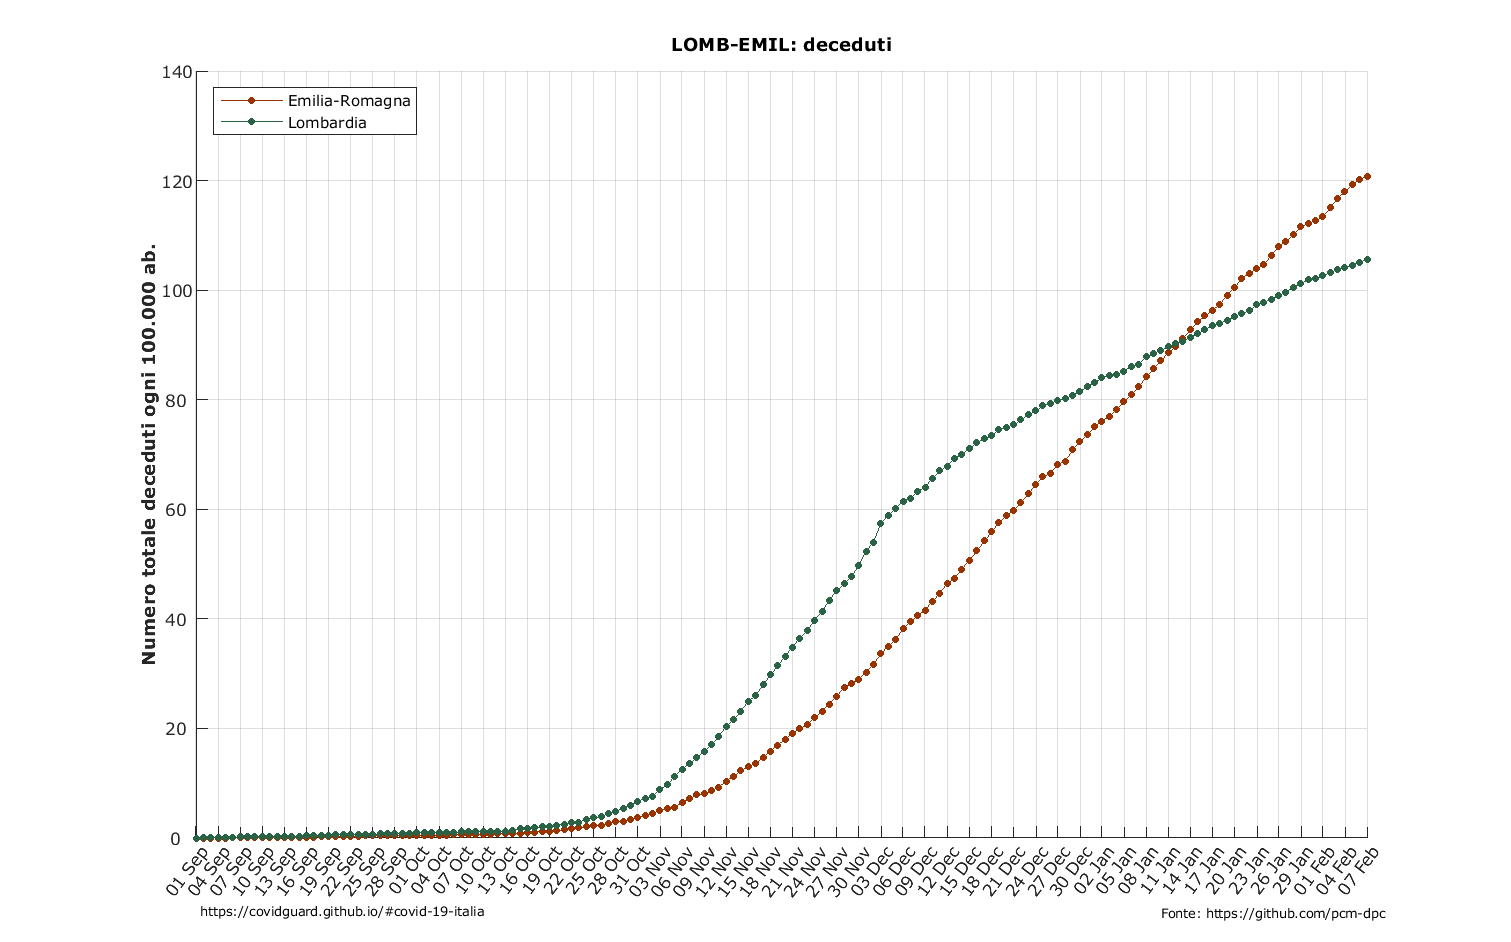 LOMB-EMIL: deceduti
Emilia-Romagna
Lombardia
Numero totale deceduti ogni 100.000 ab.
140
120
100
80
60
40
20
0
01 Sep
04 Sep
07 Sep
10 Sep
13 Sep
16 Sep
19 Sep
22 Sep
25 Sep
28 Sep
01 Oct
04 Oct
07 Oct
10 Oct
13 Oct
16 Oct
19 Oct
22 Oct
25 Oct
28 Oct
31 Oct
03 Nov
06 Nov
09 Nov
12 Nov
15 Nov
18 Nov
21 Nov
24 Nov
27 Nov
30 Nov
03 Dec
06 Dec
09 Dec
12 Dec
15 Dec
18 Dec
21 Dec
24 Dec
27 Dec
30 Dec
02 Jan
05 Jan
08 Jan
11 Jan
14 Jan
17 Jan
20 Jan
23 Jan
26 Jan
29 Jan
01 Feb
04 Feb
07 Feb
https://covidguard.github.io/#covid-19-italia
Fonte: https://github.com/pcm-dpc